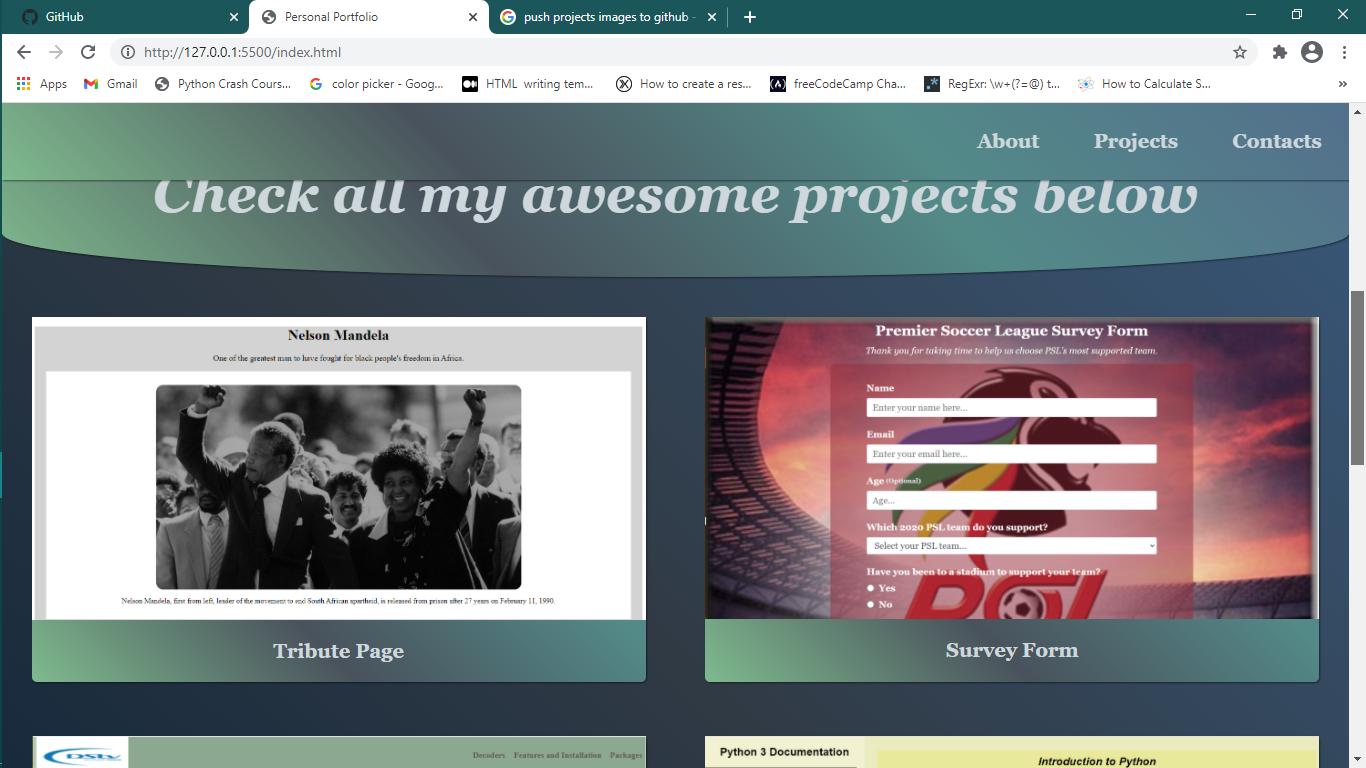 GitHub
Personal Portfolio
push projects images to github -
http://127.0.0.1:5500/index.html
Apps
Gmail
Python Crash Cours...
color picker - Goog...
HTML writing tem...
How to create a res...
freeCodeCamp Cha...
RegExr: \w+(?=@) t...
How to Calculate S...
About
Projects
Contacts
Check all my awesome projects below
Nelson Mandela
One of the greatest man to have fought for black people's freedom in Africa.
Nelson Mandela, first from left, leader of the movement to end South African apartheid, is released from prison after 27 years on February 11, 1990.
Tribute Page
Premier Soccer League Survey Form
Thank you for taking time to help us choose PSL's most supported team.
Name
Enter your name here...
Email
Enter your email here...
Age (Optional)
Age...
Which 2020 PSL team do you support?
Select your PSL team...
Have you been to a stadium to support your team?
Yes
No
PSL
Survey Form
DStv
Decoders Features and Installation Packages
Python 3 Documentation
Introduction to Python